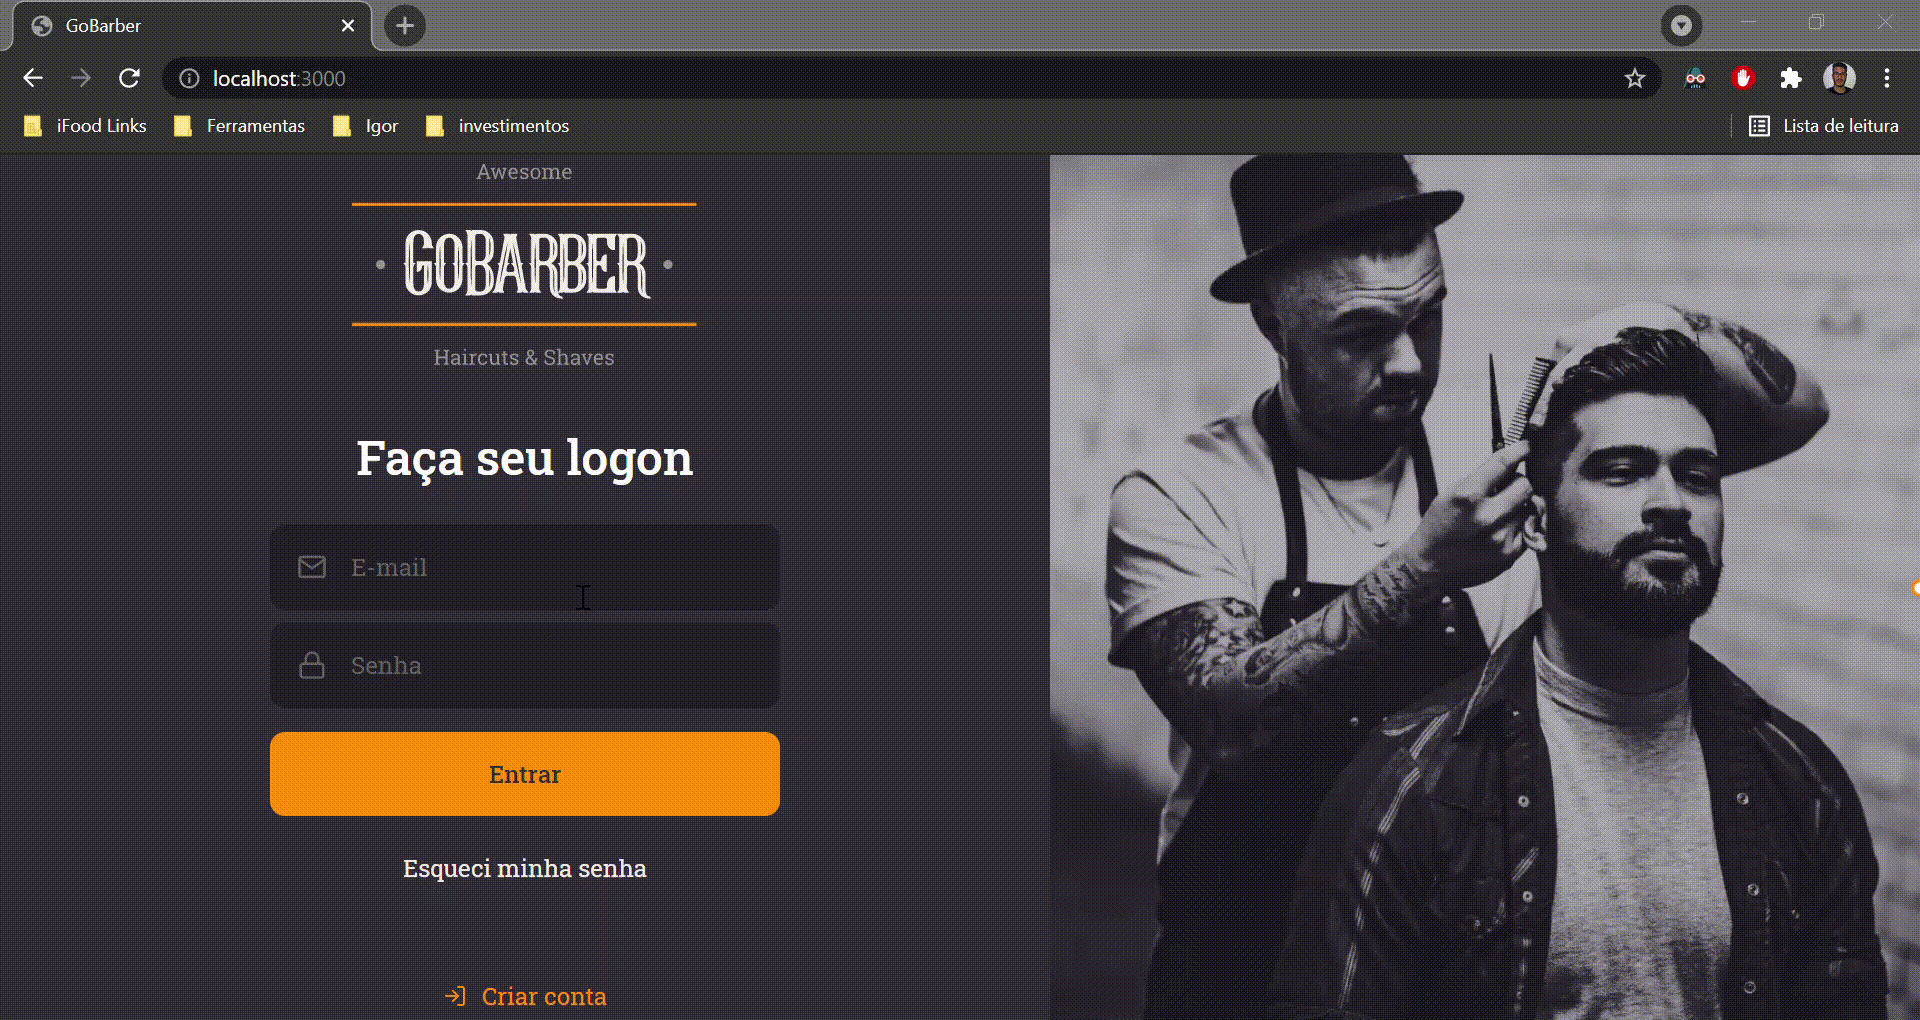 GoBarber
localhost:3000
iFood Links
Ferramentas
Igor
investimentos
Lista de leitura
Awesome
GOBARBER
Haircuts & Shaves
Faça seu logon
E-mail
Senha
Entrar
Esqueci minha senha
Criar conta